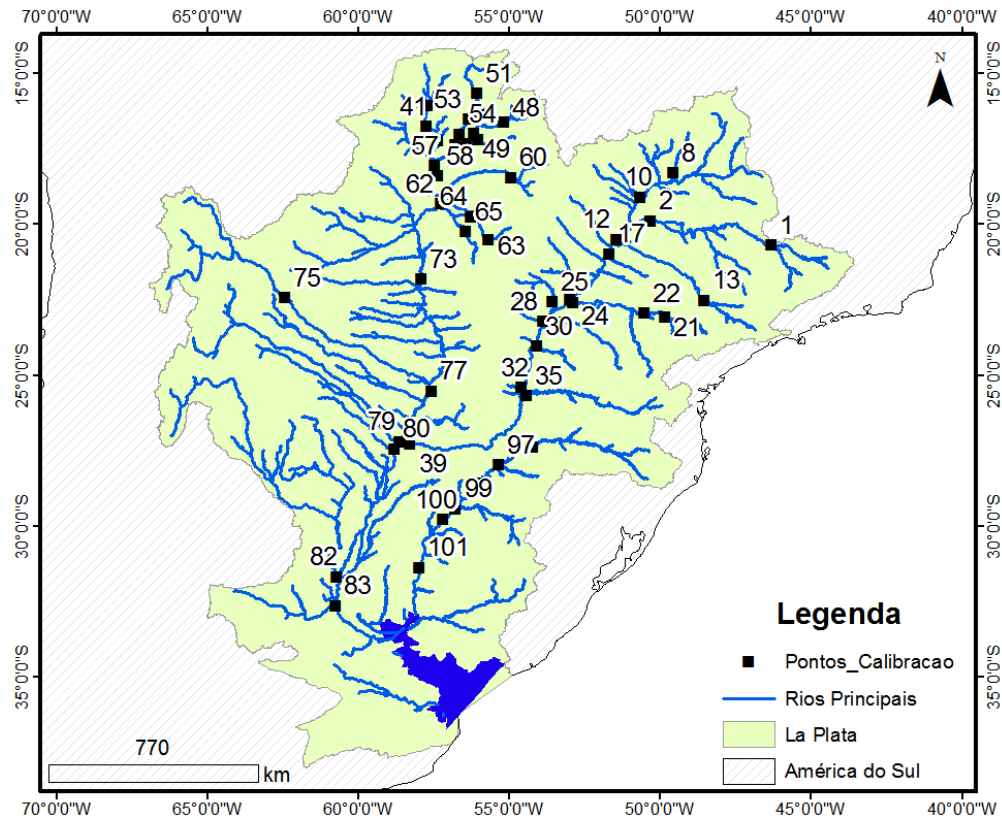 70°0'0"W 65°0'0"W 60°0'0"W 55°0'0"W 50°0'0"W 45°0'0"W 40°0'0"W
15°0'0"S
15°0'0"S
20°0'0"S
20°0'0"S
25°0'0"S
25°0'0"S
30°0'0"S
30°0'0"S
35°0'0"S
35°0'0"S
N
51
53
41
54
48
57
58
49
60
8
62
10
64
2
65
12
17
1
63
73
75
25
22
13
28
24
21
30
77
32
35
79
80
97
39
99
100
101
82
83
Legenda
Pontos_Calibracao
Rios Principais
La Plata
América do Sul
770
km
70°0'0"W 65°0'0"W 60°0'0"W 55°0'0"W 50°0'0"W 45°0'0"W 40°0'0"W